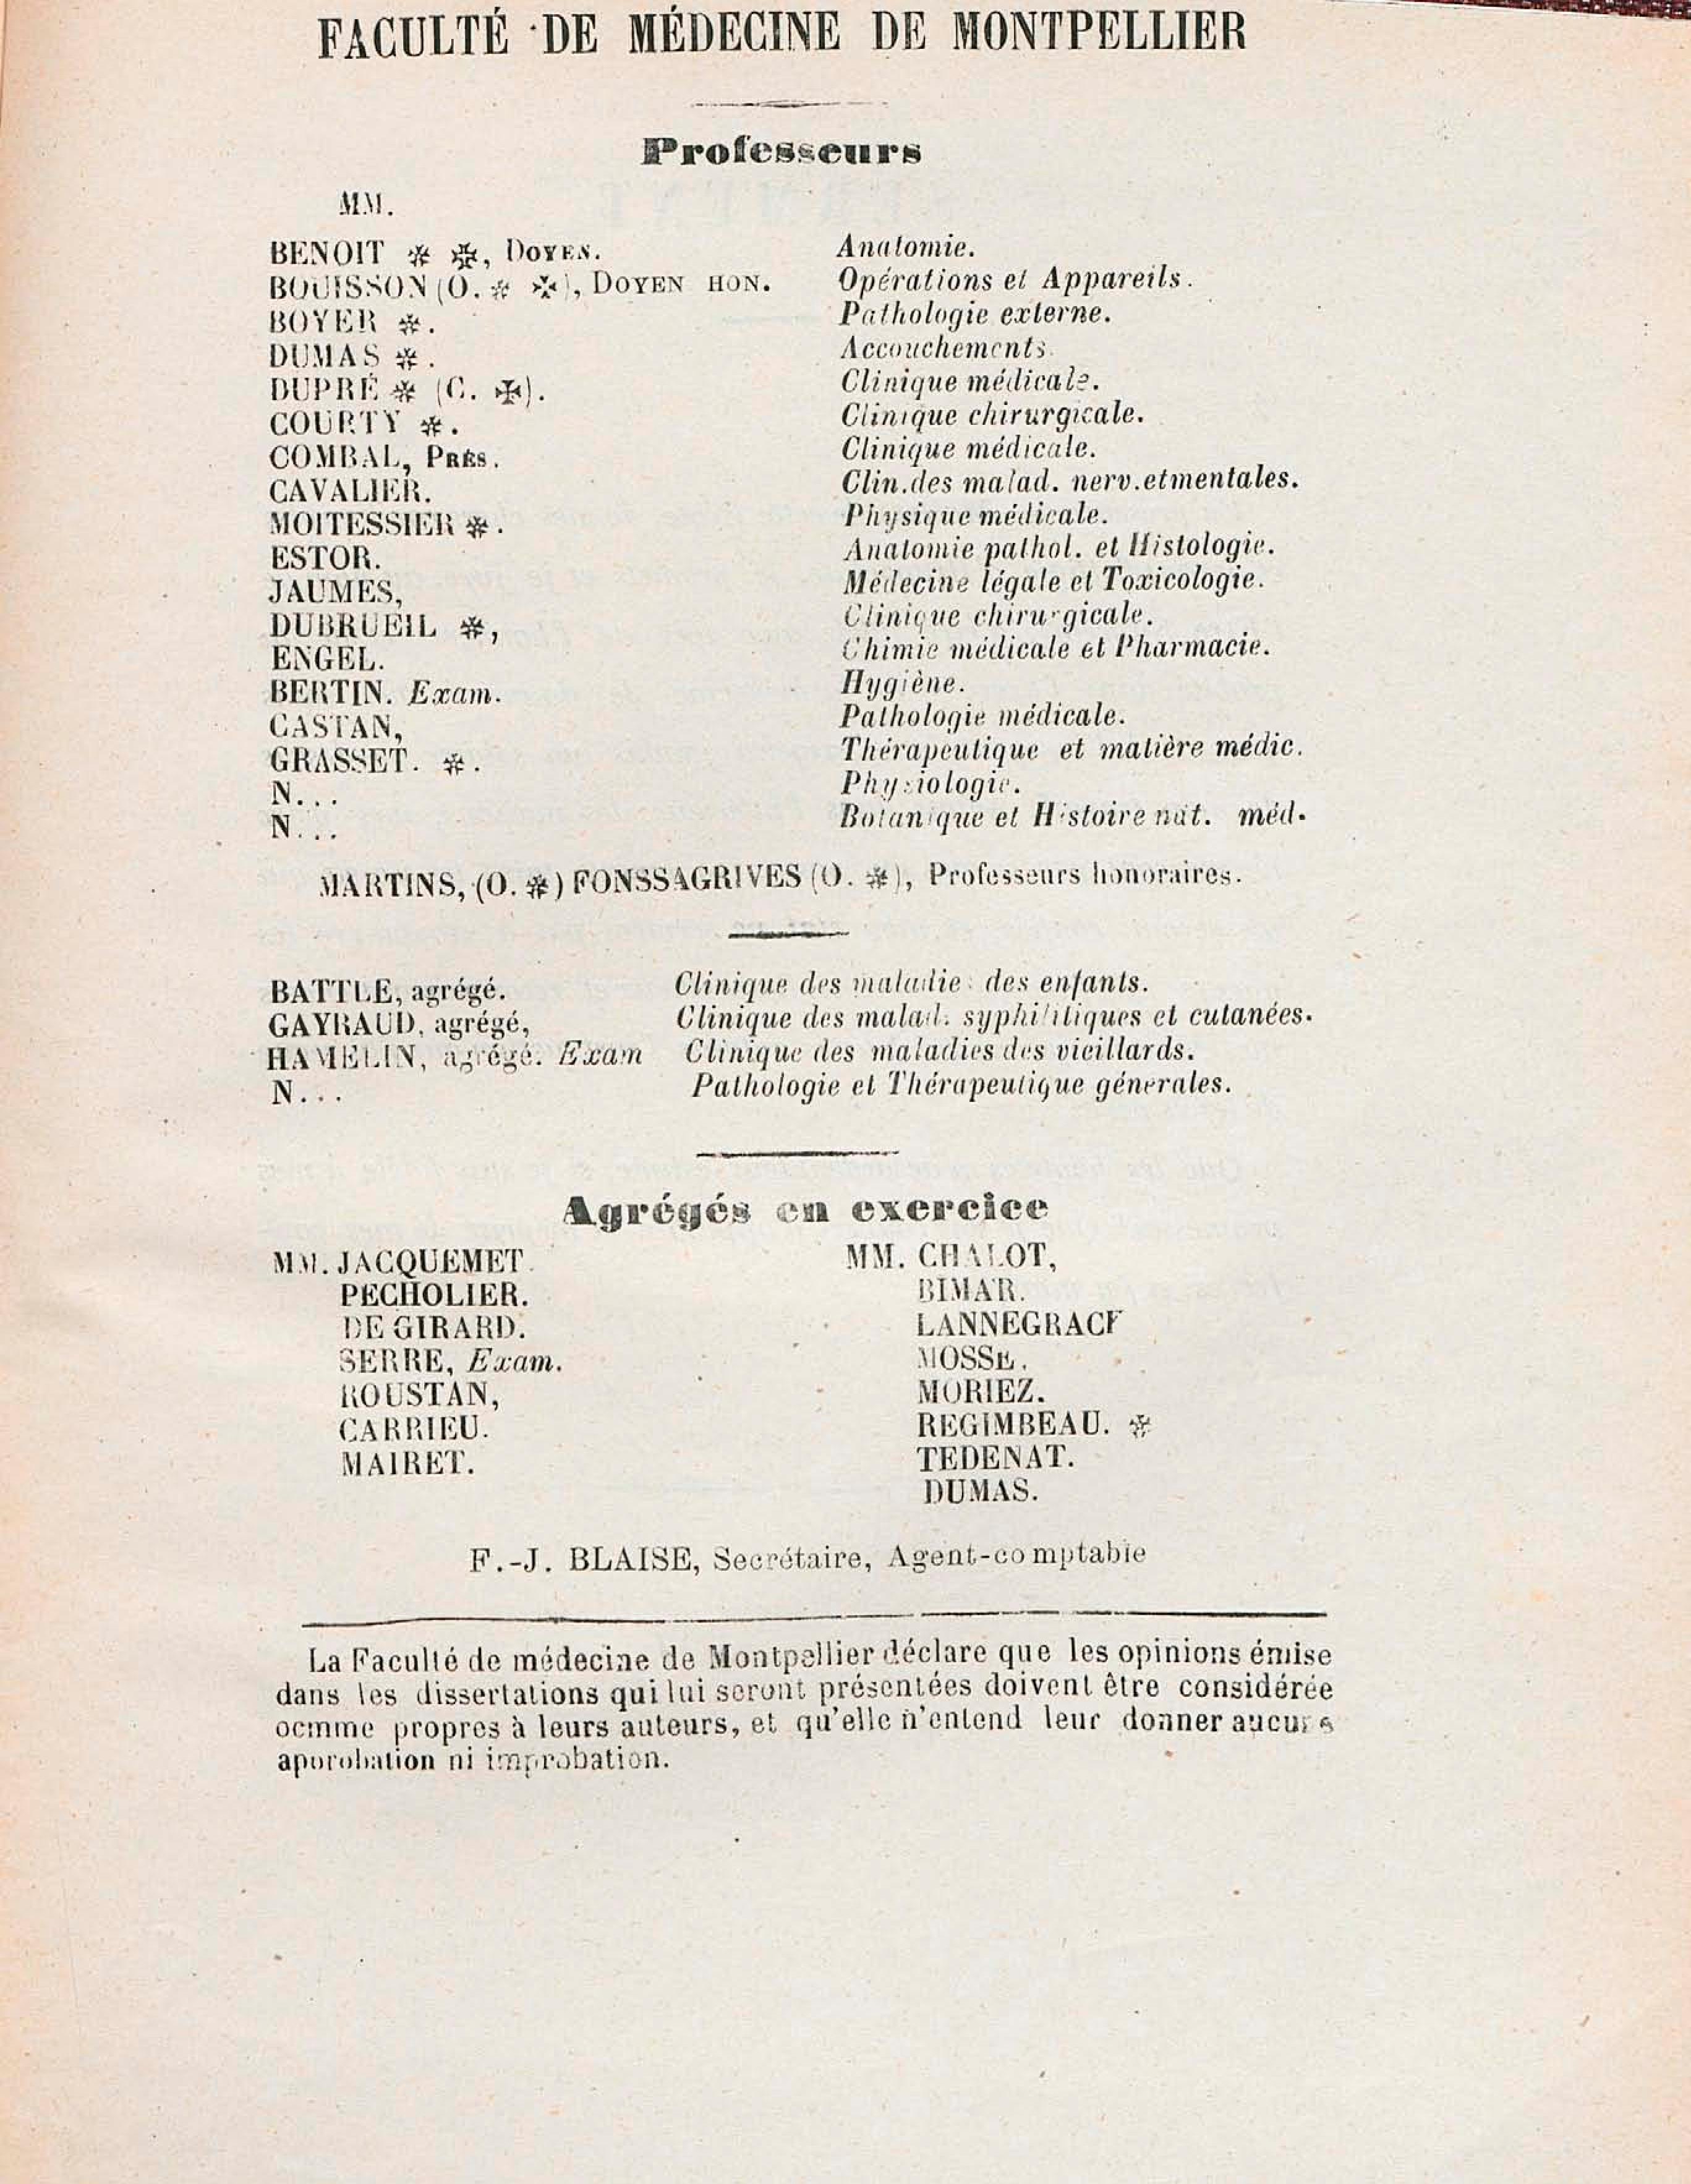 FACULTÉ DE MÉDECINE DE MONTPELLIER
Professeurs
MM.
BENOIT ✻ ✠, DOYEN. Anatomie.
BOUISSON (O. ✻ ✠), DOYEN HON. Opérations et Appareils.
BOYER ✻. Pathologie externe.
DUMAS ✻. Accouchements.
DUPRÉ ✻ (C. ✠). Clinique médicale.
COURTY ✻. Clinique chirurgicale.
COMBAL, PRÉS. Clinique médicale.
CAVALIER. Clin.des malad. nerv.etmentales.
MOITESSIER ✻. Physique médicale.
ESTOR. Anatomie pathol. et Histologie.
JAUMES, Médecine légale et Toxicologie.
DUBRUEIL ✻, Clinique chirurgicale.
ENGEL. Chimie médicale et Pharmacie.
BERTIN. Exam. Hygiène.
CASTAN, Pathologie médicale.
GRASSET. ✻. Thérapeutique et matière médic.
N... Physiologie.
N... Botanique et Histoire nat. méd.
MARTINS, (O. ✻) FONSSAGRIVES (O. ✻), Professeurs honoraires.
BATTLE, agrégé. Clinique des maladies des enfants.
GAYRAUD, agrégé, Clinique des malad. syphilitiques et cutanées.
HAMELIN, agrégé. Exam Clinique des maladies des vieillards.
N... Pathologie et Thérapeutique génerales.
Agrégés en exercice
MM. JACQUEMET. MM. CHALOT,
PECHOLIER. BIMAR.
DE GIRARD. LANNEGRACE
SERRE, Exam. MOSSE.
ROUSTAN, MORIEZ.
CARRIEU. REGIMBEAU. ✻
MAIRET. TEDENAT.
DUMAS.
F.-J. BLAISE, Secrétaire, Agent-comptable
La Faculté de médecine de Montpellier déclare que les opinions émise
dans les dissertations qui lui seront présentées doivent être considérée
ocmme propres à leurs auteurs, et qu'elle n'entend leur donner aucune
approbation ni improbation.